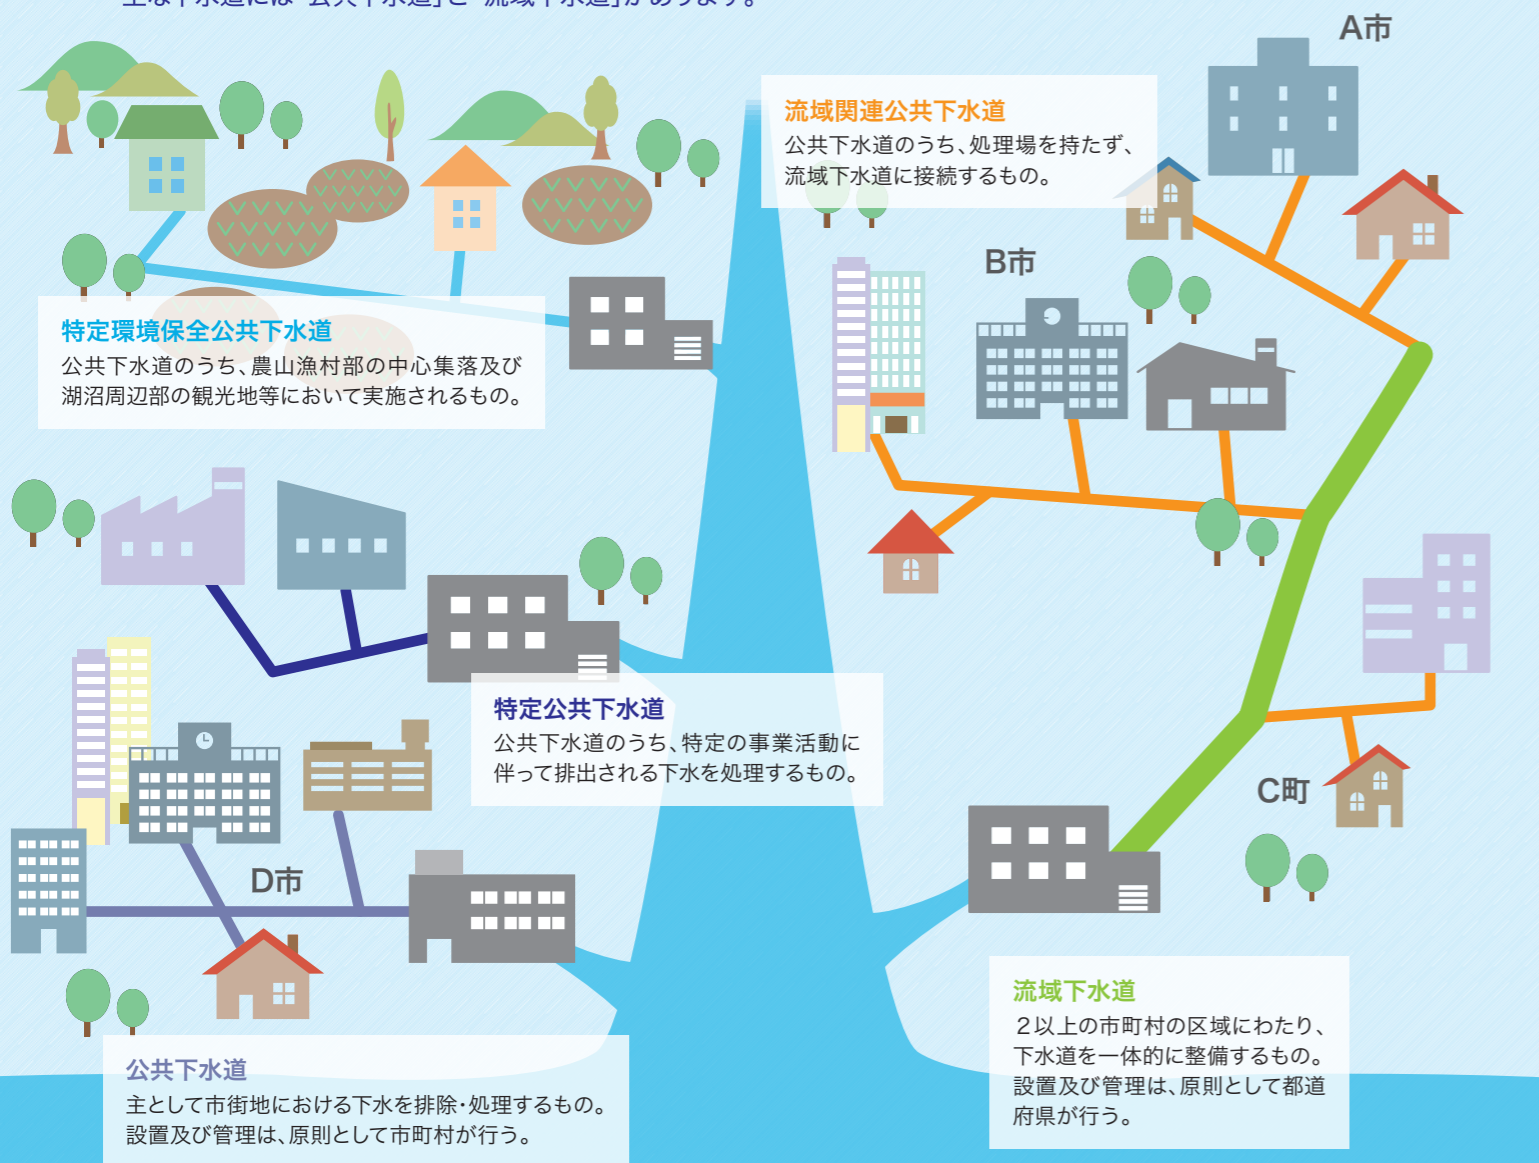 A市
流域関連公共下水道
公共下水道のうち、処理場を持たず、
流域下水道に接続するもの。
B市
特定環境保全公共下水道
公共下水道のうち、農山漁村部の中心集落及び
湖沼周辺部の観光地等において実施されるもの。
特定公共下水道
公共下水道のうち、特定の事業活動に
伴って排出される下水を処理するもの。
C町
D市
流域下水道
２以上の市町村の区域にわたり、
下水道を一体的に整備するもの。
設置及び管理は、原則として都道
府県が行う。
公共下水道
主として市街地における下水を排除・処理するもの。
設置及び管理は、原則として市町村が行う。